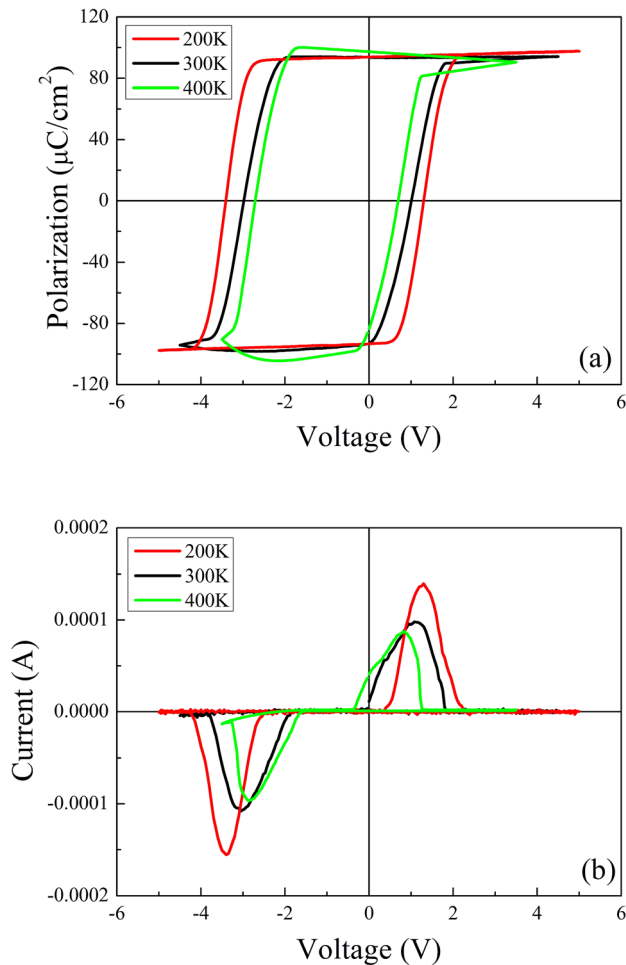 120
80
40
0
-40
-80
-120
Polarization (μC/cm²)
200K
300K
400K
(a)
-6 -4 -2 0 2 4 6
Voltage (V)
0.0002
0.0001
0.0000
-0.0001
-0.0002
Current (A)
200K
300K
400K
(b)
-6 -4 -2 0 2 4 6
Voltage (V)